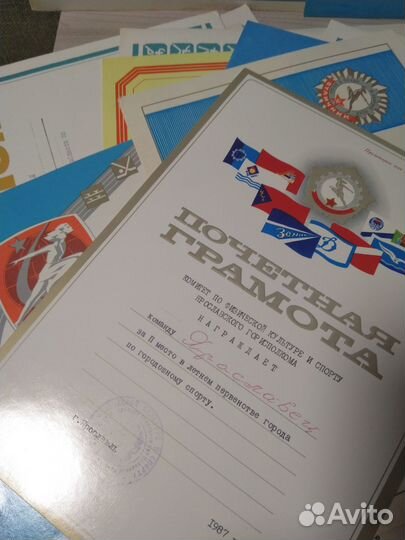 ПОЧЕТНАЯ
ГРАМОТА
КОМИТЕТ ПО ФИЗИЧЕСКОЙ КУЛЬТУРЕ И СПОРТУ
ЯРОСЛАВСКОГО ГОРИСПОЛКОМА
НАГРАЖДАЕТ
команду Ярославец
за II место в летнем первенстве города
по городошному спорту.
г. Ярославль
1987
Зенит
Д
Avito